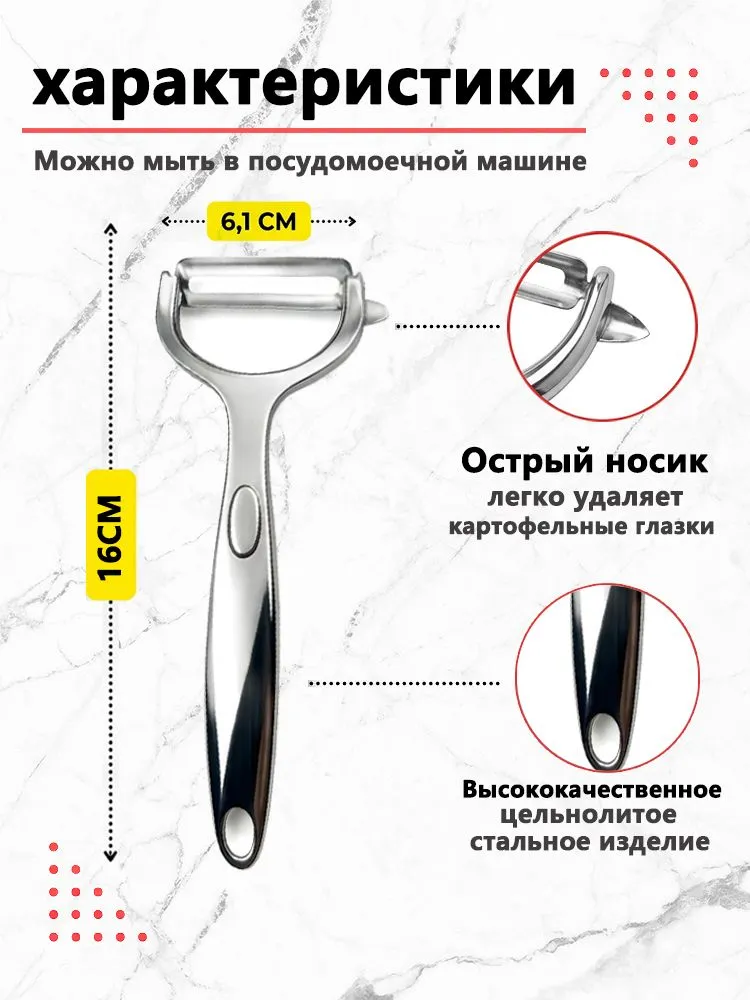 характеристики
Можно мыть в посудомоечной машине
6,1 СМ
16СМ
Острый носик
легко удаляет
картофельные глазки
Высококачественное
цельнолитое
стальное изделие